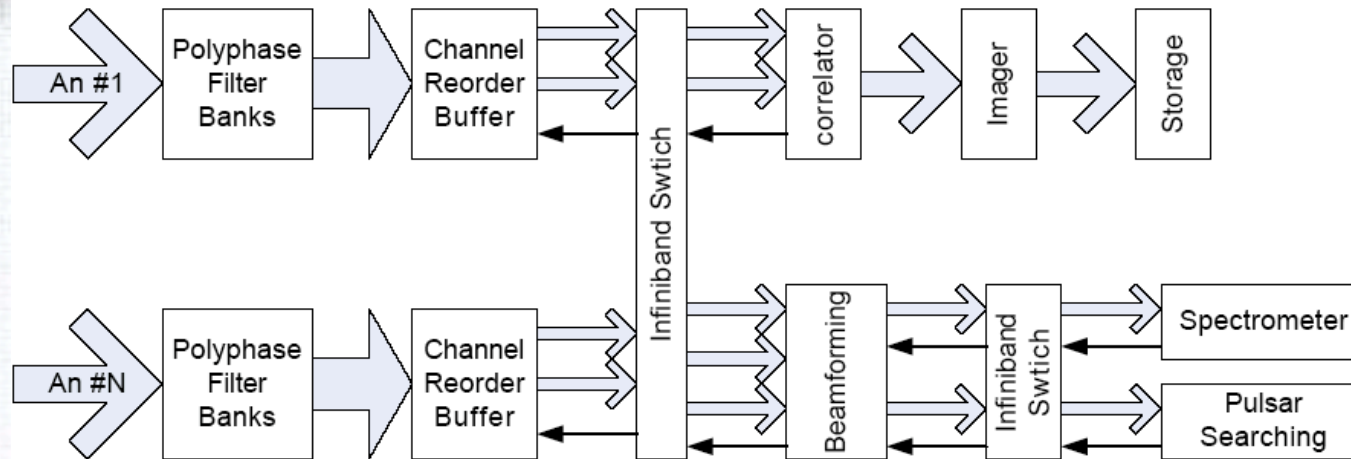 An #1
Polyphase
Filter
Banks
Channel
Reorder
Buffer
Infiniband Swtich
correlator
Imager
Storage
An #N
Polyphase
Filter
Banks
Channel
Reorder
Buffer
Beamforming
Infiniband
Swtich
Spectrometer
Pulsar
Searching